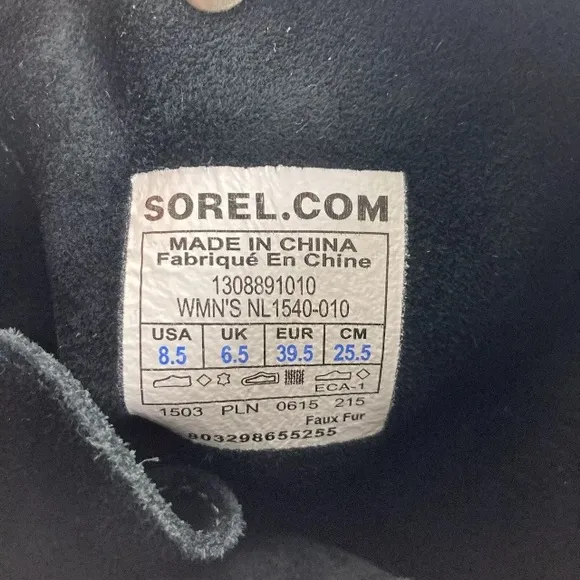 SOREL.COM
MADE IN CHINA
Fabriqué En Chine
1308891010
WMN'S NL1540-010
USA UK EUR CM
8.5 6.5 39.5 25.5
ECA-1
1503 PLN 0615 215
Faux Fur
803298655255